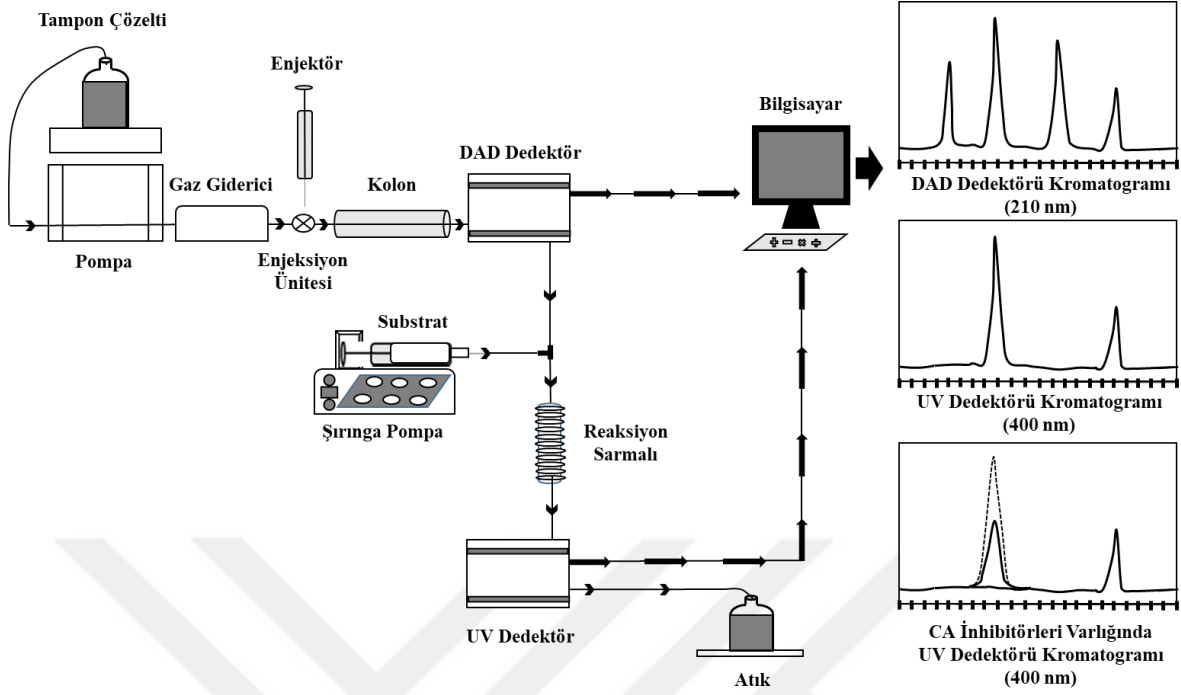 Tampon Çözelti
Enjektör
Gaz Giderici
Kolon
DAD Dedektör
Bilgisayar
Pompa
Enjeksiyon
Ünitesi
Substrat
Şırınga Pompa
Reaksiyon
Sarmalı
UV Dedektör
Atık
DAD Dedektörü Kromatogramı
(210 nm)
UV Dedektörü Kromatogramı
(400 nm)
CA İnhibitörleri Varlığında
UV Dedektörü Kromatogramı
(400 nm)